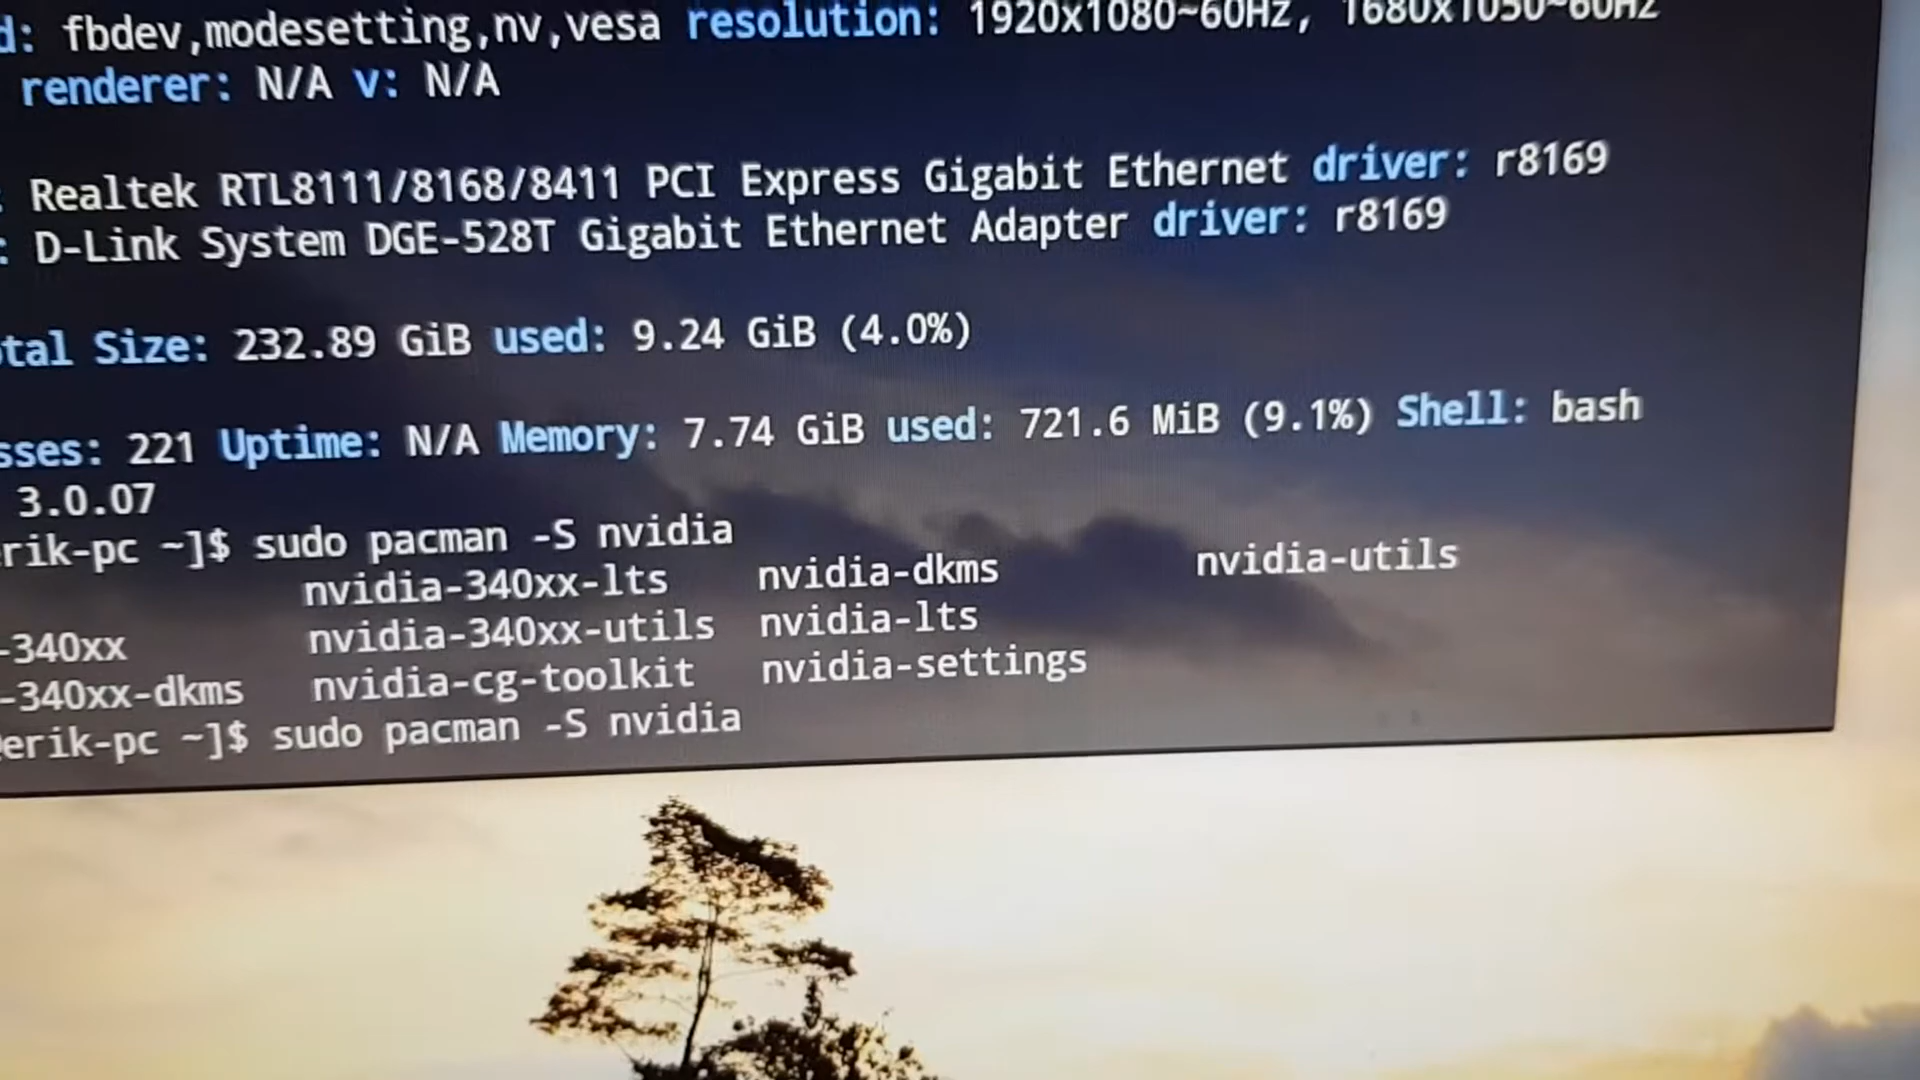 d: fbdev,modesetting,nv,vesa resolution: 1920x1080~60Hz, 1680x1050~60Hz
renderer: N/A v: N/A
: Realtek RTL8111/8168/8411 PCI Express Gigabit Ethernet driver: r8169
: D-Link System DGE-528T Gigabit Ethernet Adapter driver: r8169
tal Size: 232.89 GiB used: 9.24 GiB (4.0%)
sses: 221 Uptime: N/A Memory: 7.74 GiB used: 721.6 MiB (9.1%) Shell: bash
3.0.07
rik-pc ~]$ sudo pacman -S nvidia
nvidia-340xx-lts nvidia-dkms nvidia-utils
-340xx nvidia-340xx-utils nvidia-lts
-340xx-dkms nvidia-cg-toolkit nvidia-settings
erik-pc ~]$ sudo pacman -S nvidia